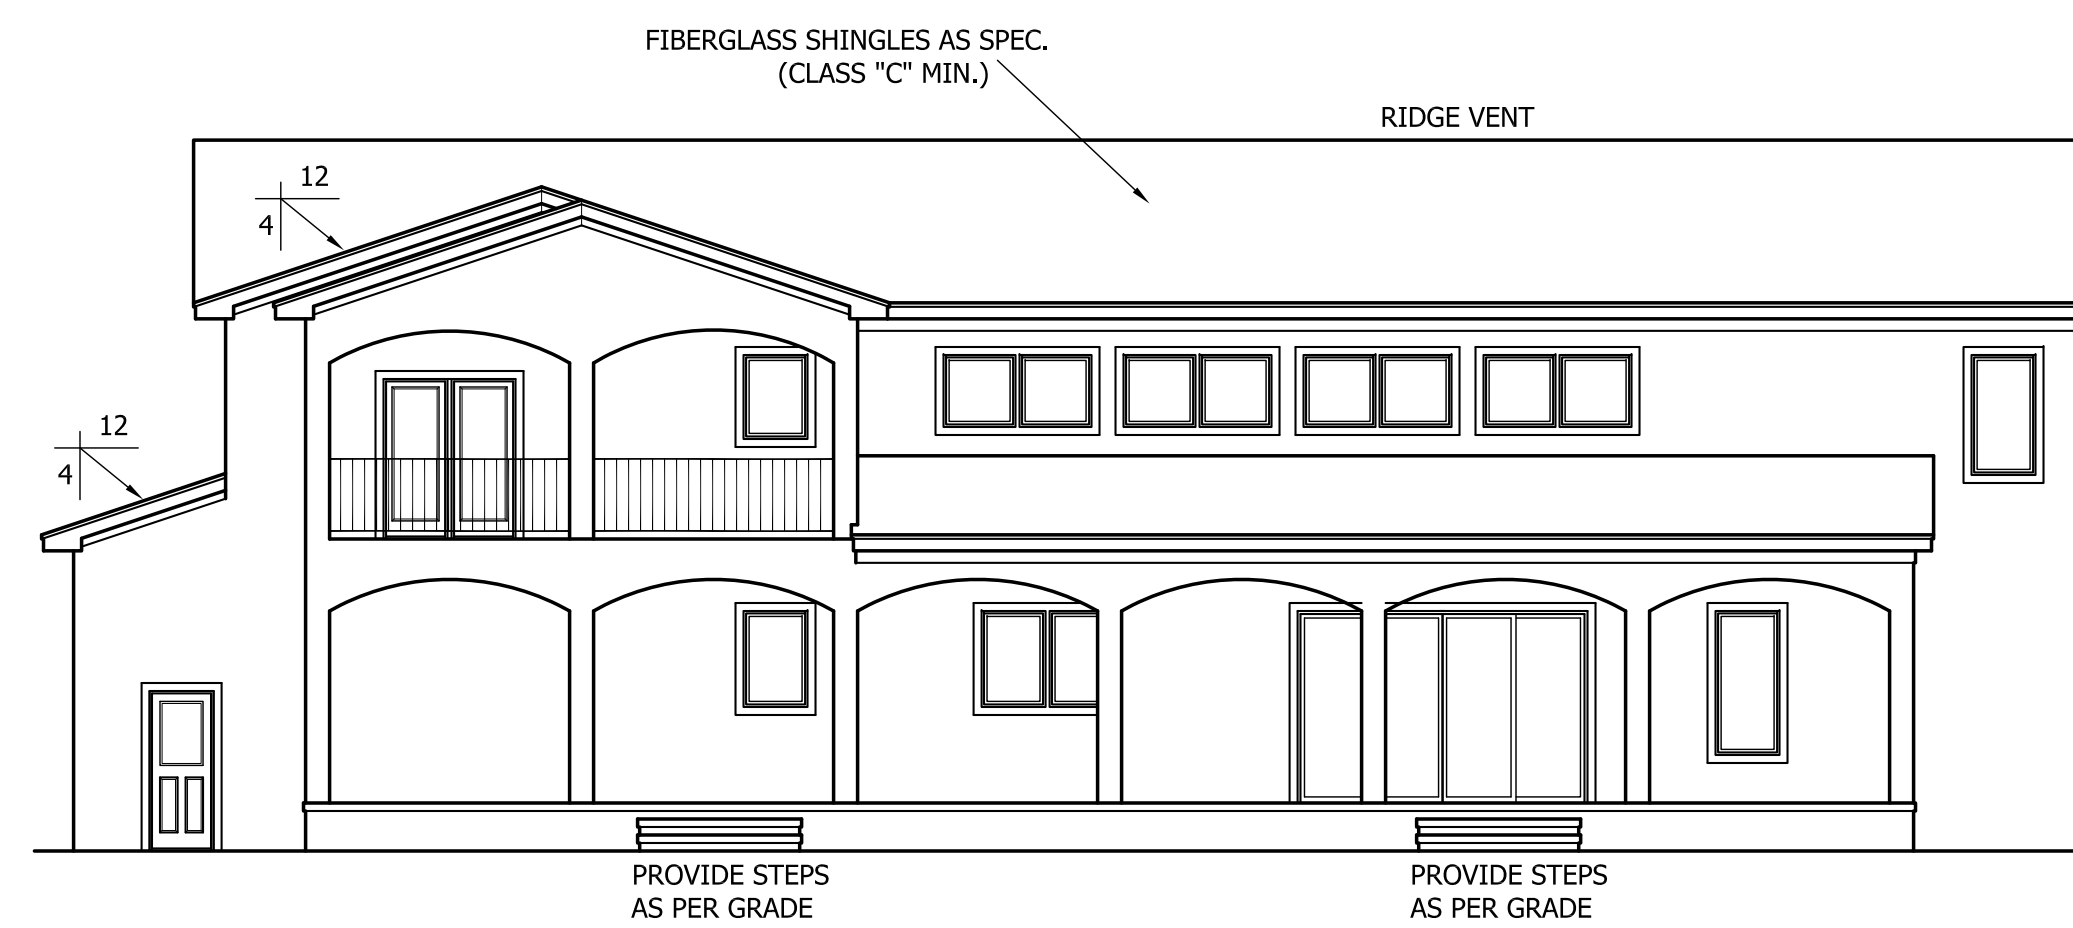 FIBERGLASS SHINGLES AS SPEC.
(CLASS "C" MIN.)
RIDGE VENT
12
4
12
4
PROVIDE STEPS
AS PER GRADE
PROVIDE STEPS
AS PER GRADE